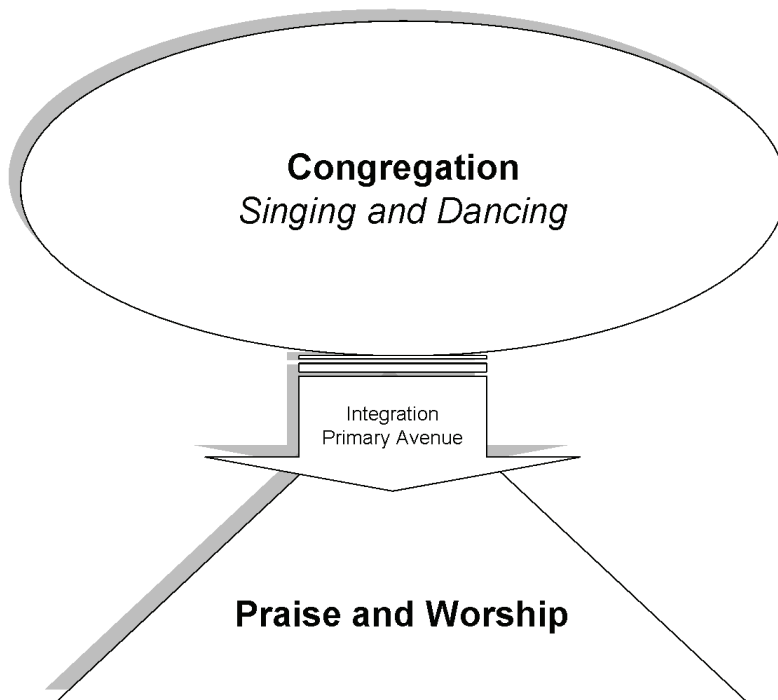 Congregation
Singing and Dancing
Integration
Primary Avenue
Praise and Worship